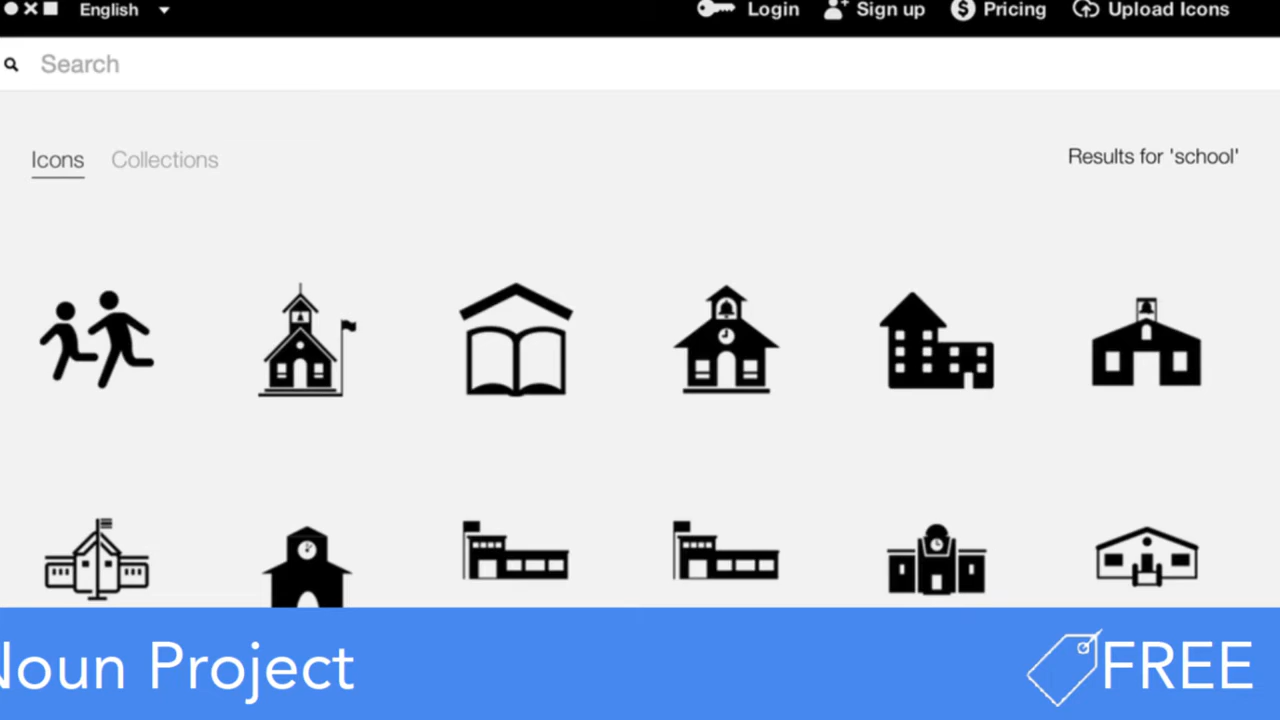 English Login Sign up Pricing Upload Icons
Search
Icons Collections Results for 'school'
Noun Project FREE